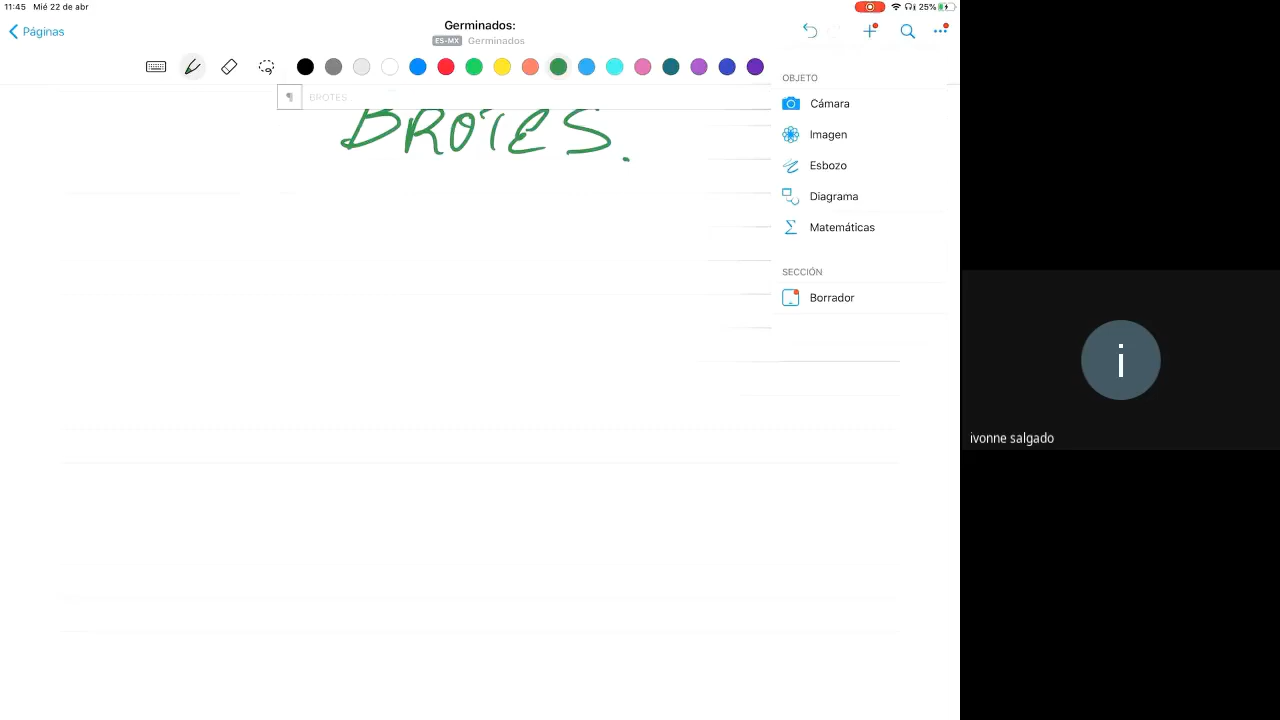 11:45 Mié 22 de abr
25%
Páginas
Germinados:
ES-MX Germinados
¶ BROTES
BROTES.
OBJETO
Cámara
Imagen
Esbozo
Diagrama
Matemáticas
SECCIÓN
Borrador
i
ivonne salgado